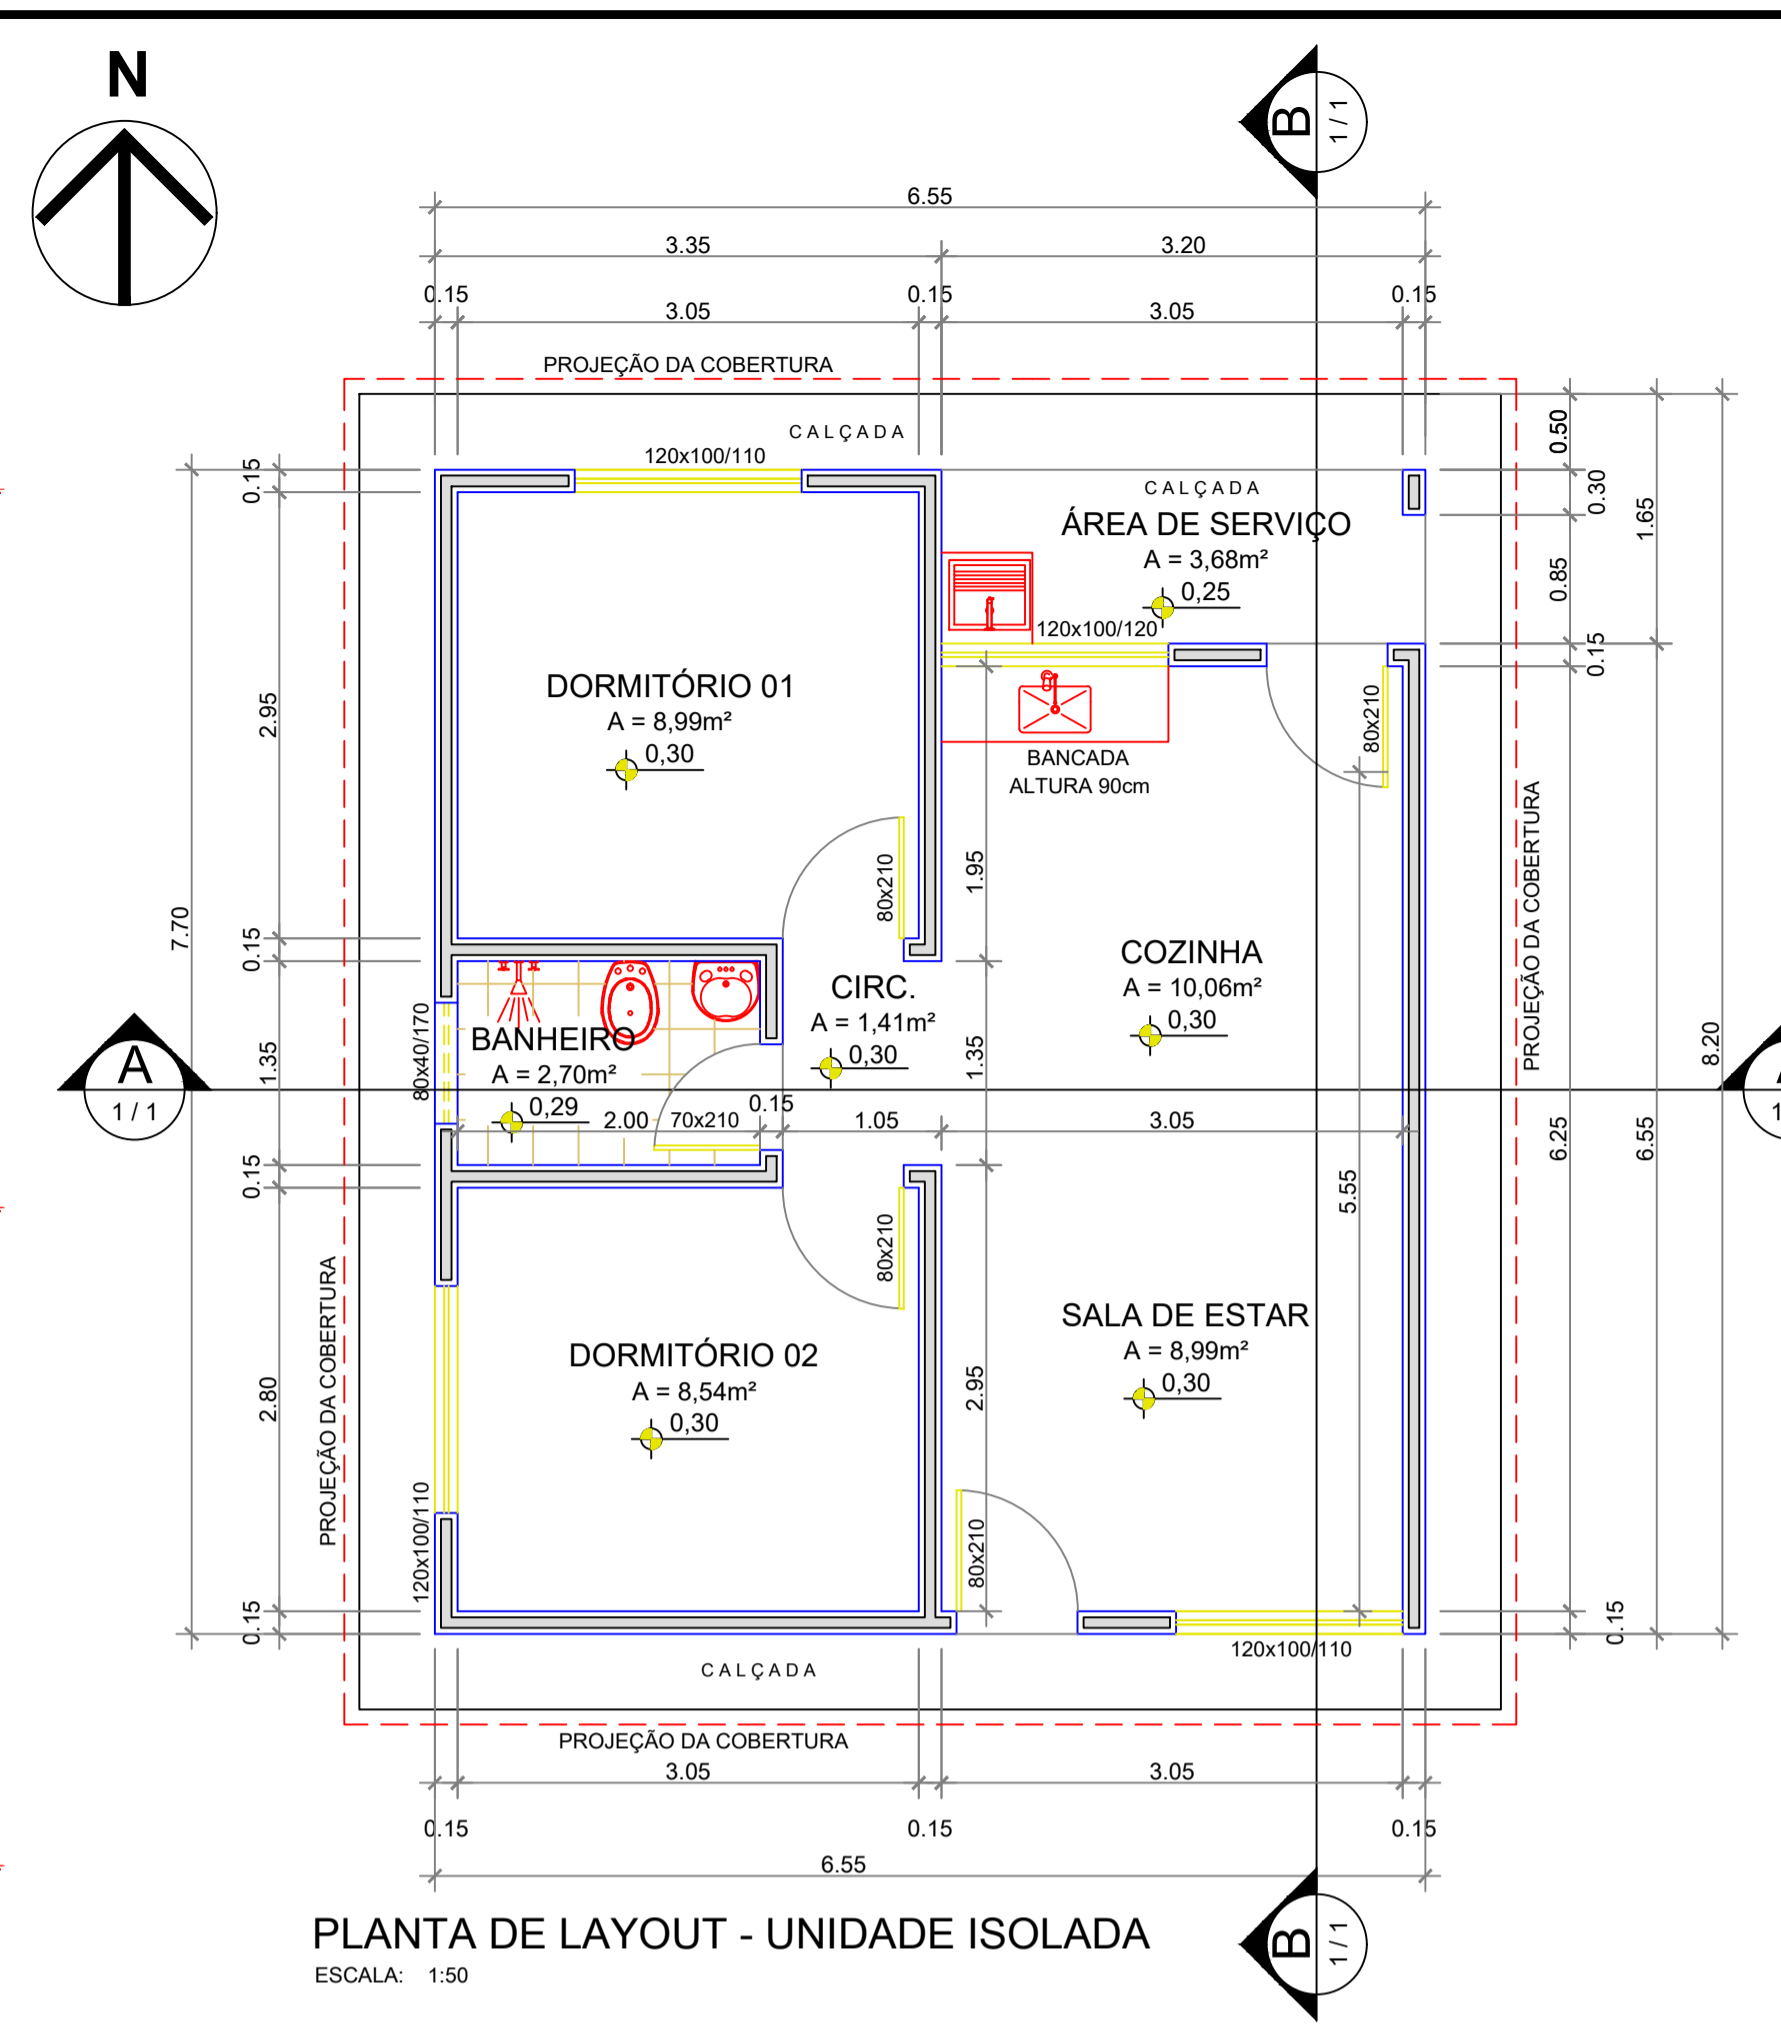 N
B
1 / 1
6.55
3.35
3.20
0.15
0.15
0.15
3.05
3.05
PROJEÇÃO DA COBERTURA
CALÇADA
120x100/110
0.15
0.50
0.30
CALÇADA
ÁREA DE SERVIÇO
A = 3,68m²
0,25
1.65
0.85
120x100/120
0.15
DORMITÓRIO 01
A = 8,99m²
0,30
2.95
80x210
BANCADA
ALTURA 90cm
PROJEÇÃO DA COBERTURA
80x210
1.95
7.70
0.15
COZINHA
A = 10,06m²
0,30
CIRC.
A = 1,41m²
0,30
BANHEIRO
A = 2,70m²
0,29
80x40/170
1.35
1.35
8.20
A
1 / 1
2.00
70x210
0.15
1.05
3.05
6.25
6.55
0.15
5.55
80x210
PROJEÇÃO DA COBERTURA
SALA DE ESTAR
A = 8,99m²
0,30
DORMITÓRIO 02
A = 8,54m²
0,30
2.80
2.95
120x100/110
80x210
0.15
0.15
120x100/110
CALÇADA
PROJEÇÃO DA COBERTURA
3.05
3.05
0.15
0.15
0.15
6.55
PLANTA DE LAYOUT - UNIDADE ISOLADA
ESCALA: 1:50
B
1 / 1